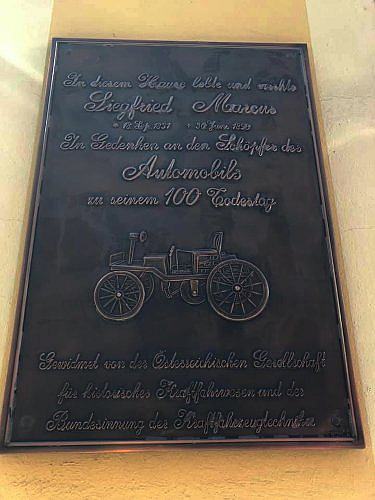 In diesem Hause lebte und wirkte
Siegfried Marcus
* 18. Sep. 1831 + 30. Juni 1898
In Gedenken an den Schöpfer des
Automobils
zu seinem 100 Todestag
Gewidmet von der Österreichischen Gesellschaft
für historisches Kraftfahrwesen und der
Bundesinnung der Kraftfahrzeugtechniker